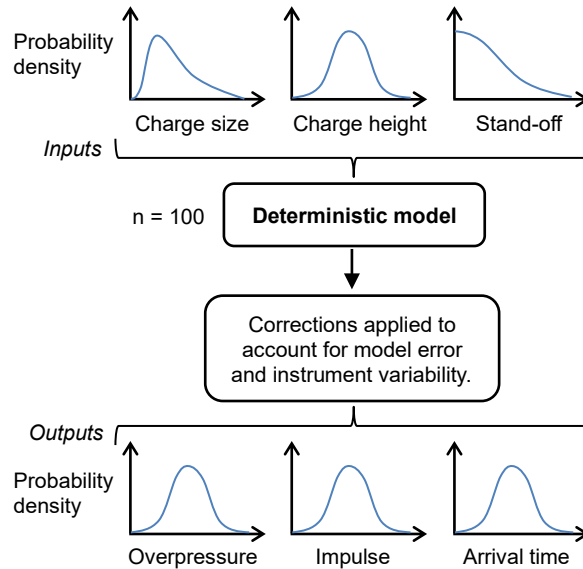 Probability
density
Charge size
Charge height
Stand-off
Inputs
n = 100
Deterministic model
Corrections applied to
account for model error
and instrument variability.
Outputs
Probability
density
Overpressure
Impulse
Arrival time